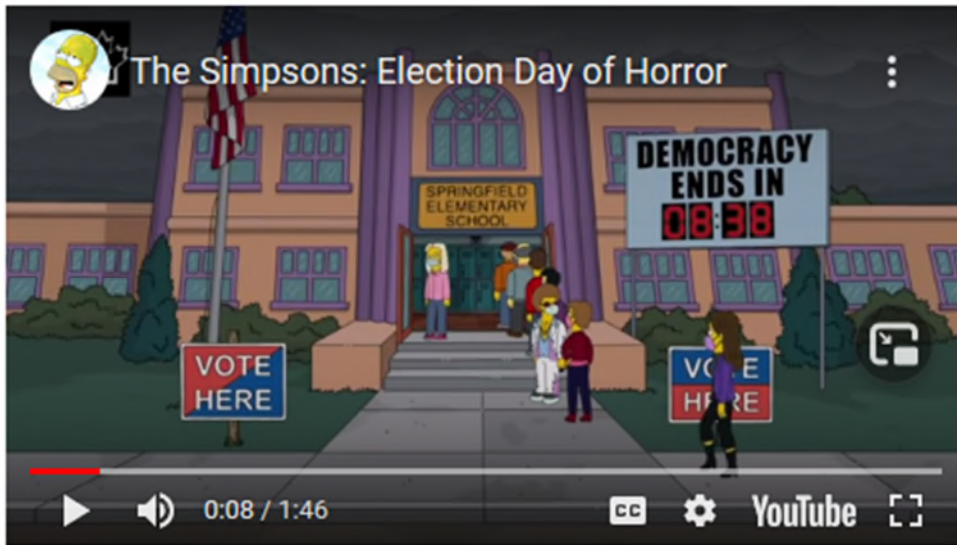 The Simpsons: Election Day of Horror
DEMOCRACY
ENDS IN
08:38
SPRINGFIELD
ELEMENTARY
SCHOOL
VOTE
HERE
VOTE
HERE
0:08 / 1:46
CC
YouTube